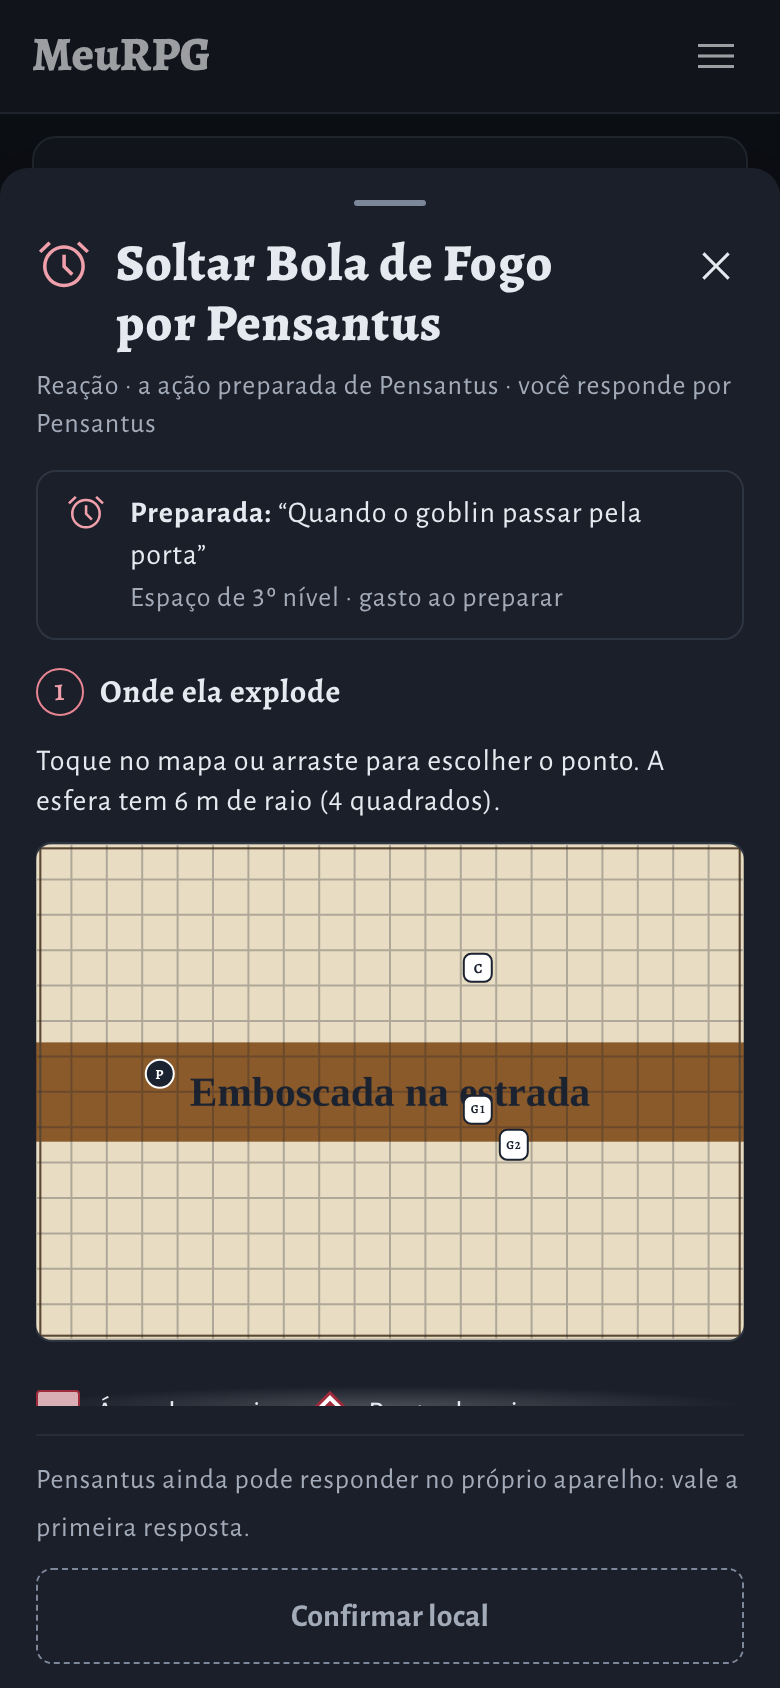 MeuRPG
Soltar Bola de Fogo
por Pensantus
Reação · a ação preparada de Pensantus · você responde por
Pensantus
Preparada: “Quando o goblin passar pela
porta”
Espaço de 3º nível · gasto ao preparar
1 Onde ela explode
Toque no mapa ou arraste para escolher o ponto. A
esfera tem 6 m de raio (4 quadrados).
C
P
Emboscada na estrada
G1
G2
Pensantus ainda pode responder no próprio aparelho: vale a
primeira resposta.
Confirmar local